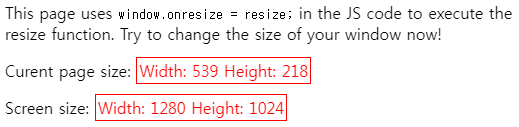 This page uses window.onresize = resize; in the JS code to execute the
resize function. Try to change the size of your window now!
Curent page size: Width: 539 Height: 218
Screen size: Width: 1280 Height: 1024